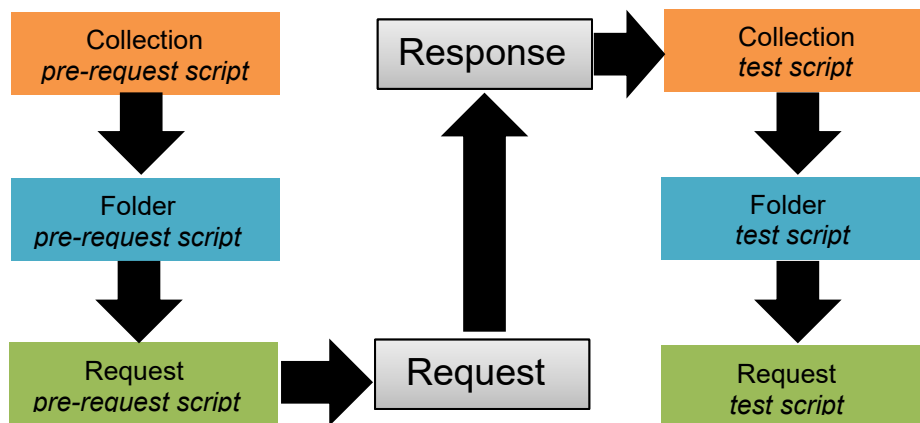 Collection
pre-request script
Folder
pre-request script
Request
pre-request script
Request
Response
Collection
test script
Folder
test script
Request
test script